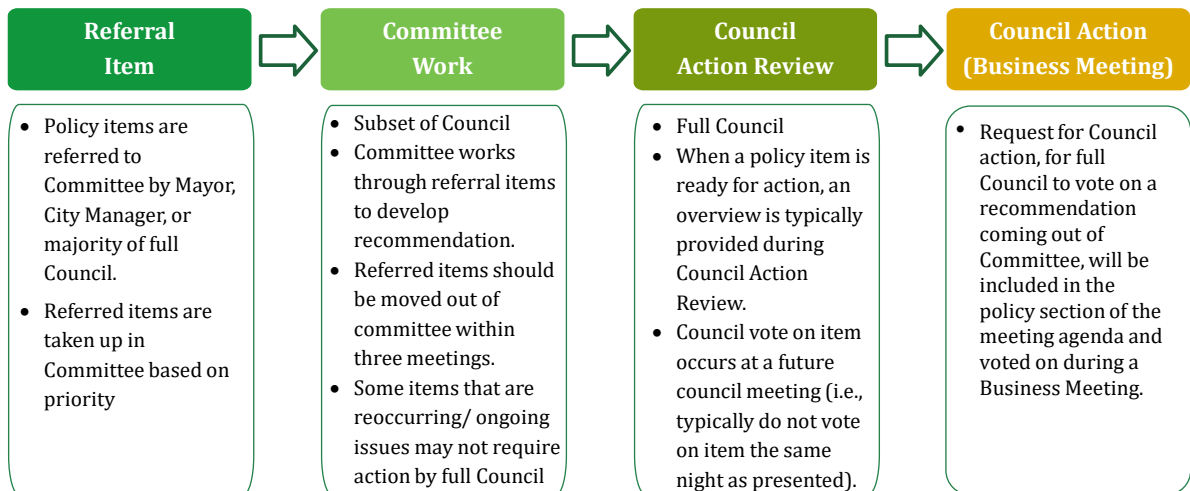 Referral
Item
Committee
Work
Council
Action Review
Council Action
(Business Meeting)
• Policy items are
referred to
Committee by Mayor,
City Manager, or
majority of full
Council.
• Referred items are
taken up in
Committee based on
priority
• Subset of Council
• Committee works
through referral items
to develop
recommendation.
• Referred items should
be moved out of
committee within
three meetings.
• Some items that are
reoccurring/ ongoing
issues may not require
action by full Council
• Full Council
• When a policy item is
ready for action, an
overview is typically
provided during
Council Action
Review.
• Council vote on item
occurs at a future
council meeting (i.e.,
typically do not vote
on item the same
night as presented).
• Request for Council
action, for full
Council to vote on a
recommendation
coming out of
Committee, will be
included in the
policy section of the
meeting agenda and
voted on during a
Business Meeting.